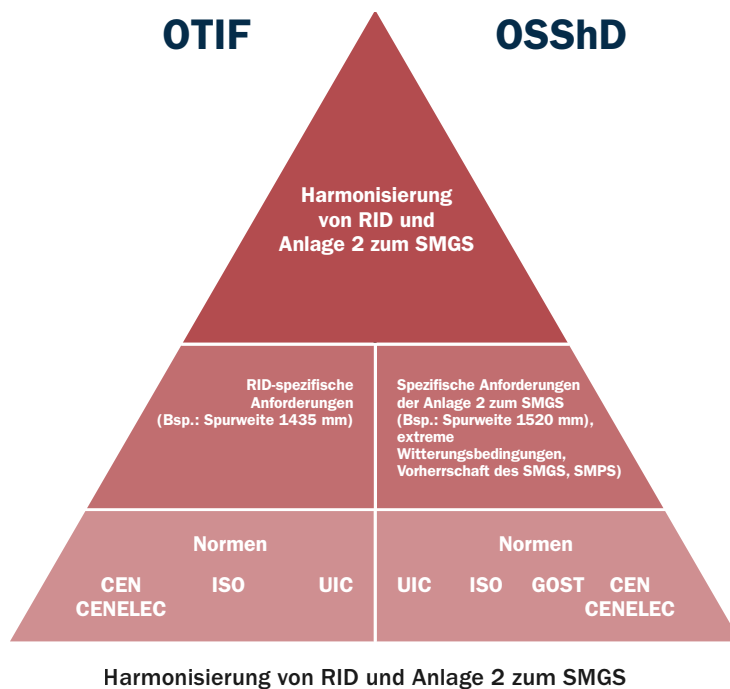 OTIF
OSShD
Harmonisierung
von RID und
Anlage 2 zum SMGS
RID-spezifische
Anforderungen
(Bsp.: Spurweite 1435 mm)
Spezifische Anforderungen
der Anlage 2 zum SMGS
(Bsp.: Spurweite 1520 mm),
extreme
Witterungsbedingungen,
Vorherrschaft des SMGS, SMPS)
Normen
CEN ISO UIC
CENELEC
Normen
UIC ISO GOST CEN
CENELEC
Harmonisierung von RID und Anlage 2 zum SMGS